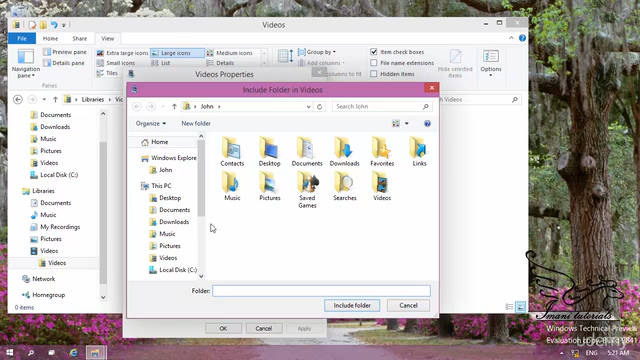 Videos
File
Home
Share
View
Preview pane
Details pane
Navigation pane
Panes
Extra large icons
Large icons
Medium icons
Small icons
List
Details
Tiles
Group by
Item check boxes
File name extensions
Hidden items
Hide selected items
Options
Libraries
Videos Properties
Include Folder in Videos
John
Search John
Organize
New folder
Documents
Downloads
Music
Pictures
Videos
Local Disk (C:)
Libraries
Documents
Music
My Recordings
Pictures
Videos
Videos
Network
Homegroup
0 items
Home
Windows Explore
John
This PC
Desktop
Documents
Downloads
Music
Pictures
Videos
Local Disk (C:)
Contacts
Desktop
Documents
Downloads
Favorites
Links
Music
Pictures
Saved Games
Searches
Videos
Folder:
Include folder
Cancel
OK
Cancel
Apply
Imani tutorials
Windows Technical Preview
Evaluation copy. Build 9841
ENG
5:21 AM